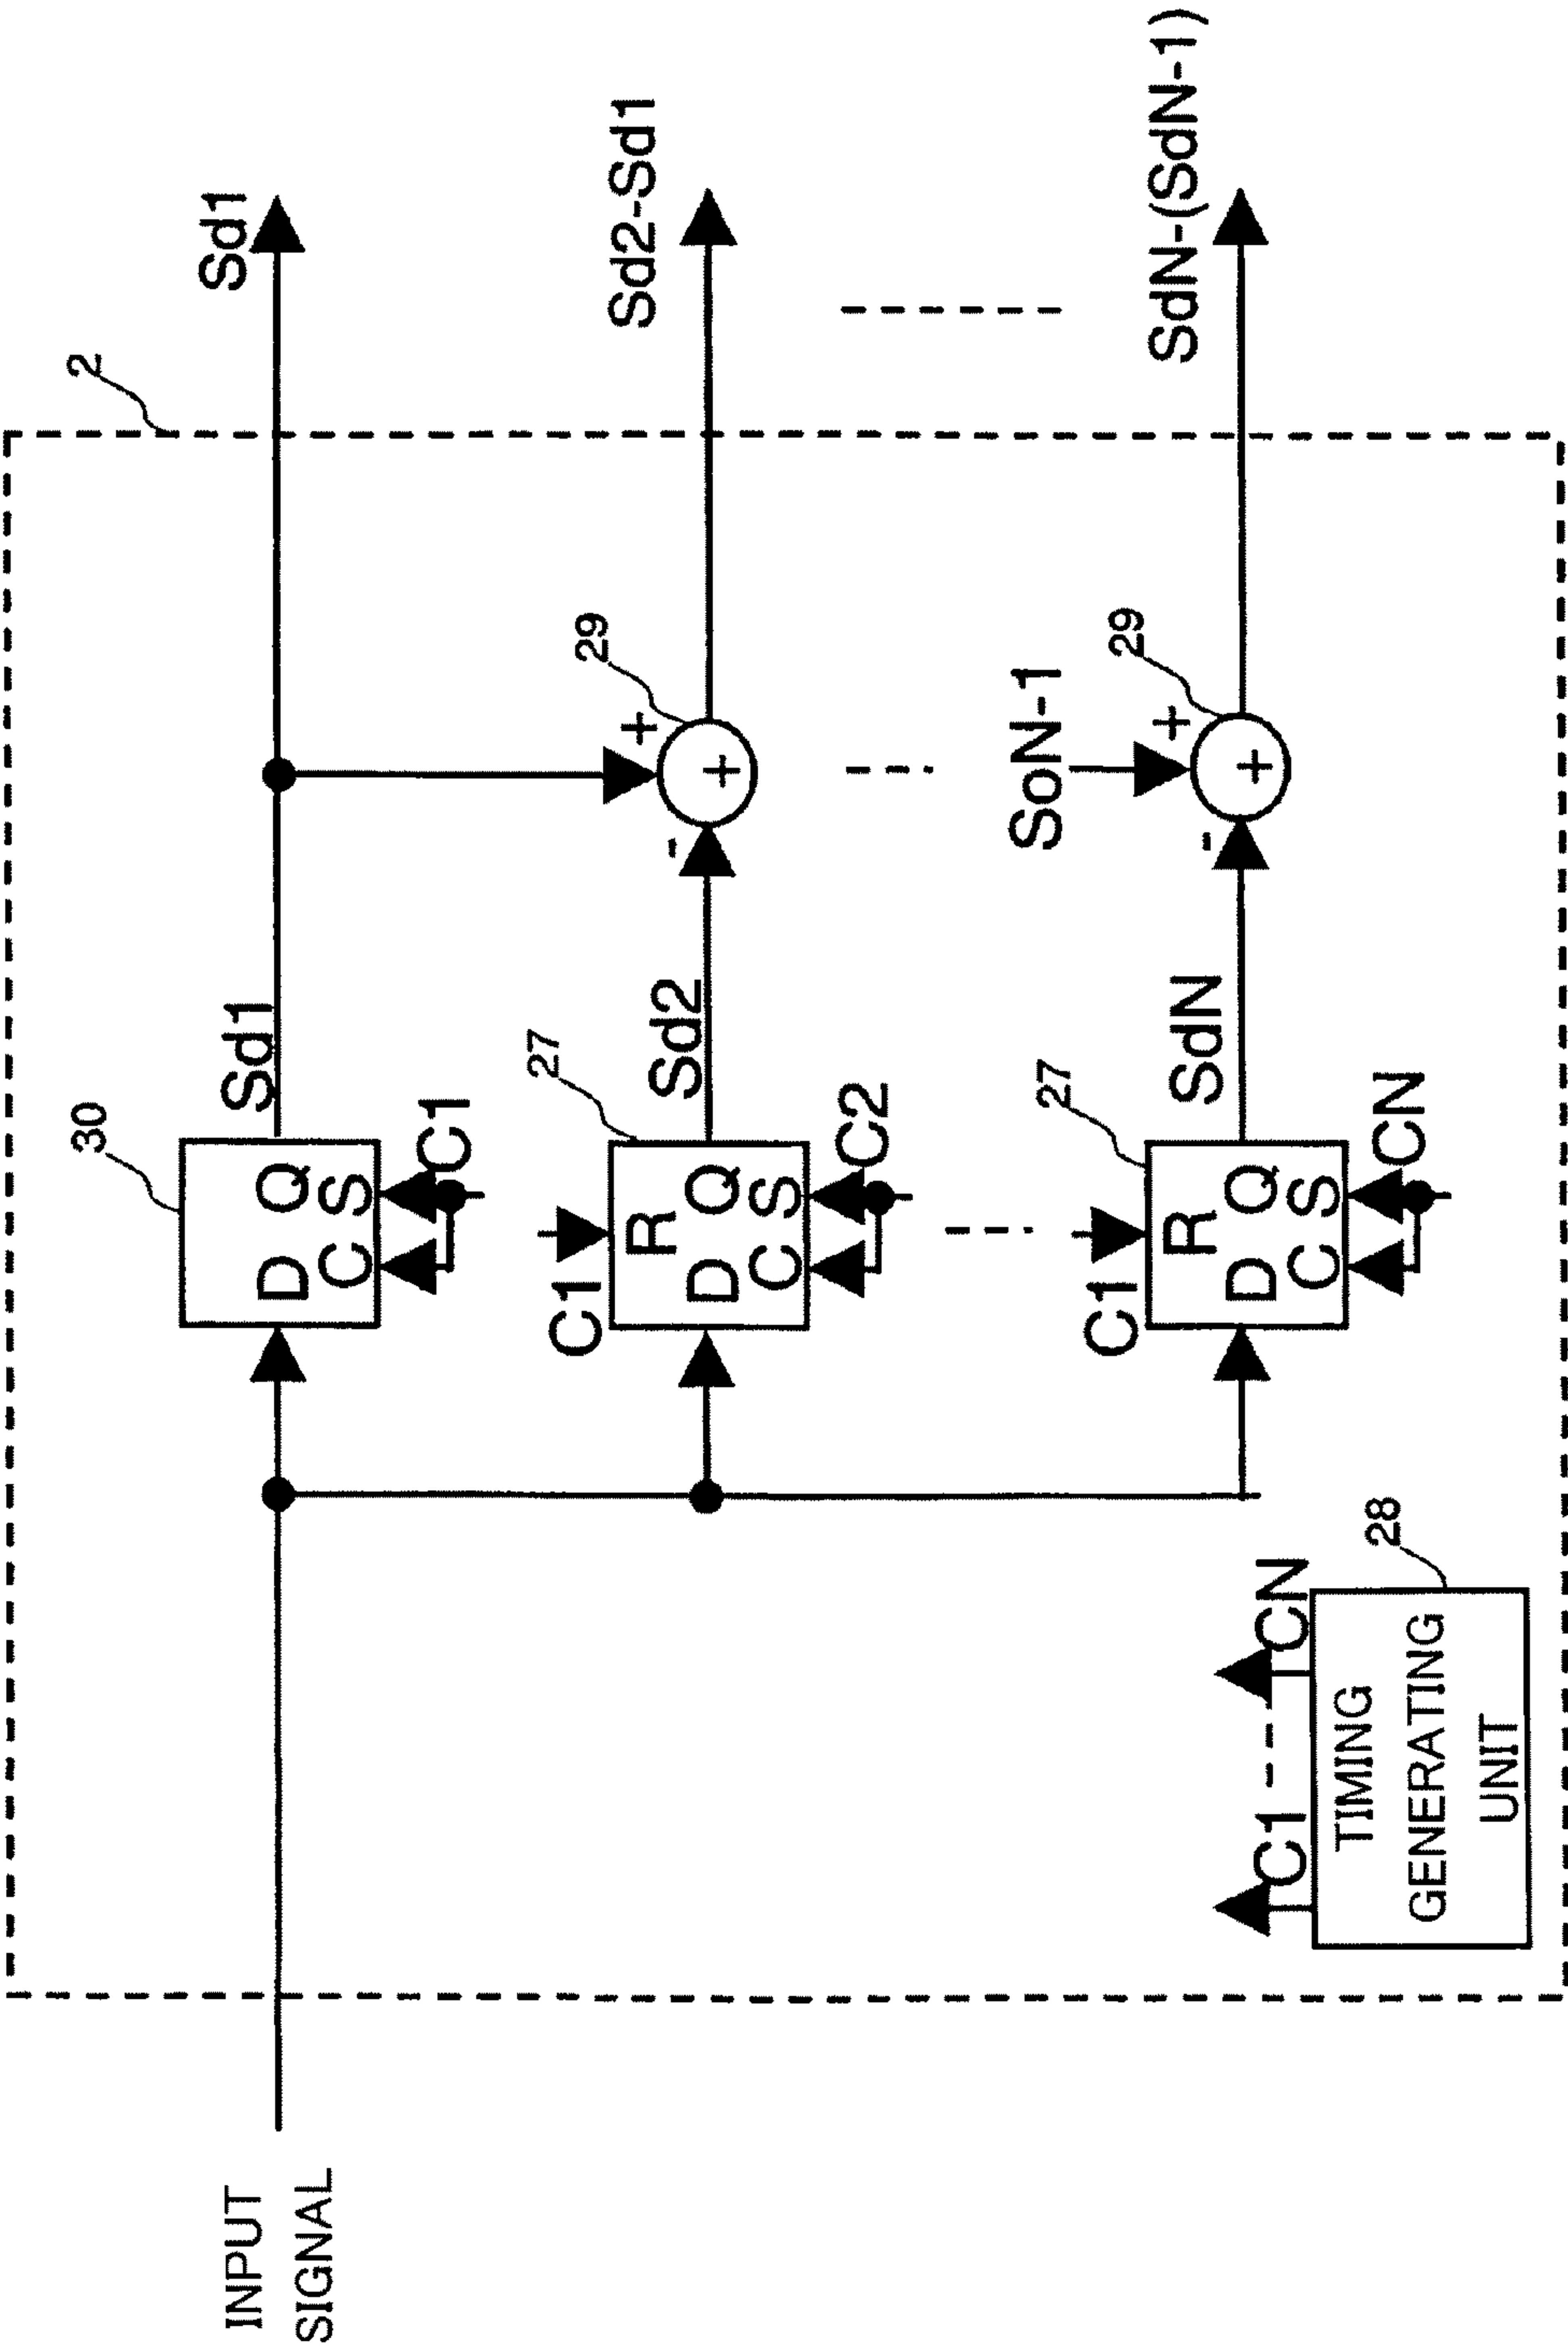 2
30
Sd1
Sd1
D Q
C S
C1
INPUT
SIGNAL
C1
R
27
Sd2
29
+
-
+
Sd2-Sd1
D Q
C S
C2
SoN-1
C1
R
27
SdN
29
+
-
+
SdN-(SdN-1)
D Q
C S
CN
C1
CN
28
TIMING
GENERATING
UNIT